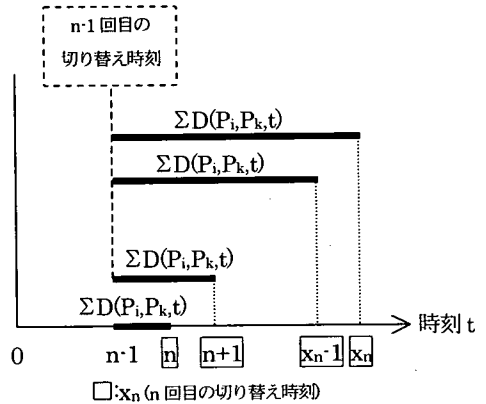 n-1回目の
切り替え時刻
ΣD(Pi,Pk,t)
ΣD(Pi,Pk,t)
ΣD(Pi,Pk,t)
ΣD(Pi,Pk,t)
時刻 t
0 n-1 n n+1 xn-1 xn
□:xn(n回目の切り替え時刻)